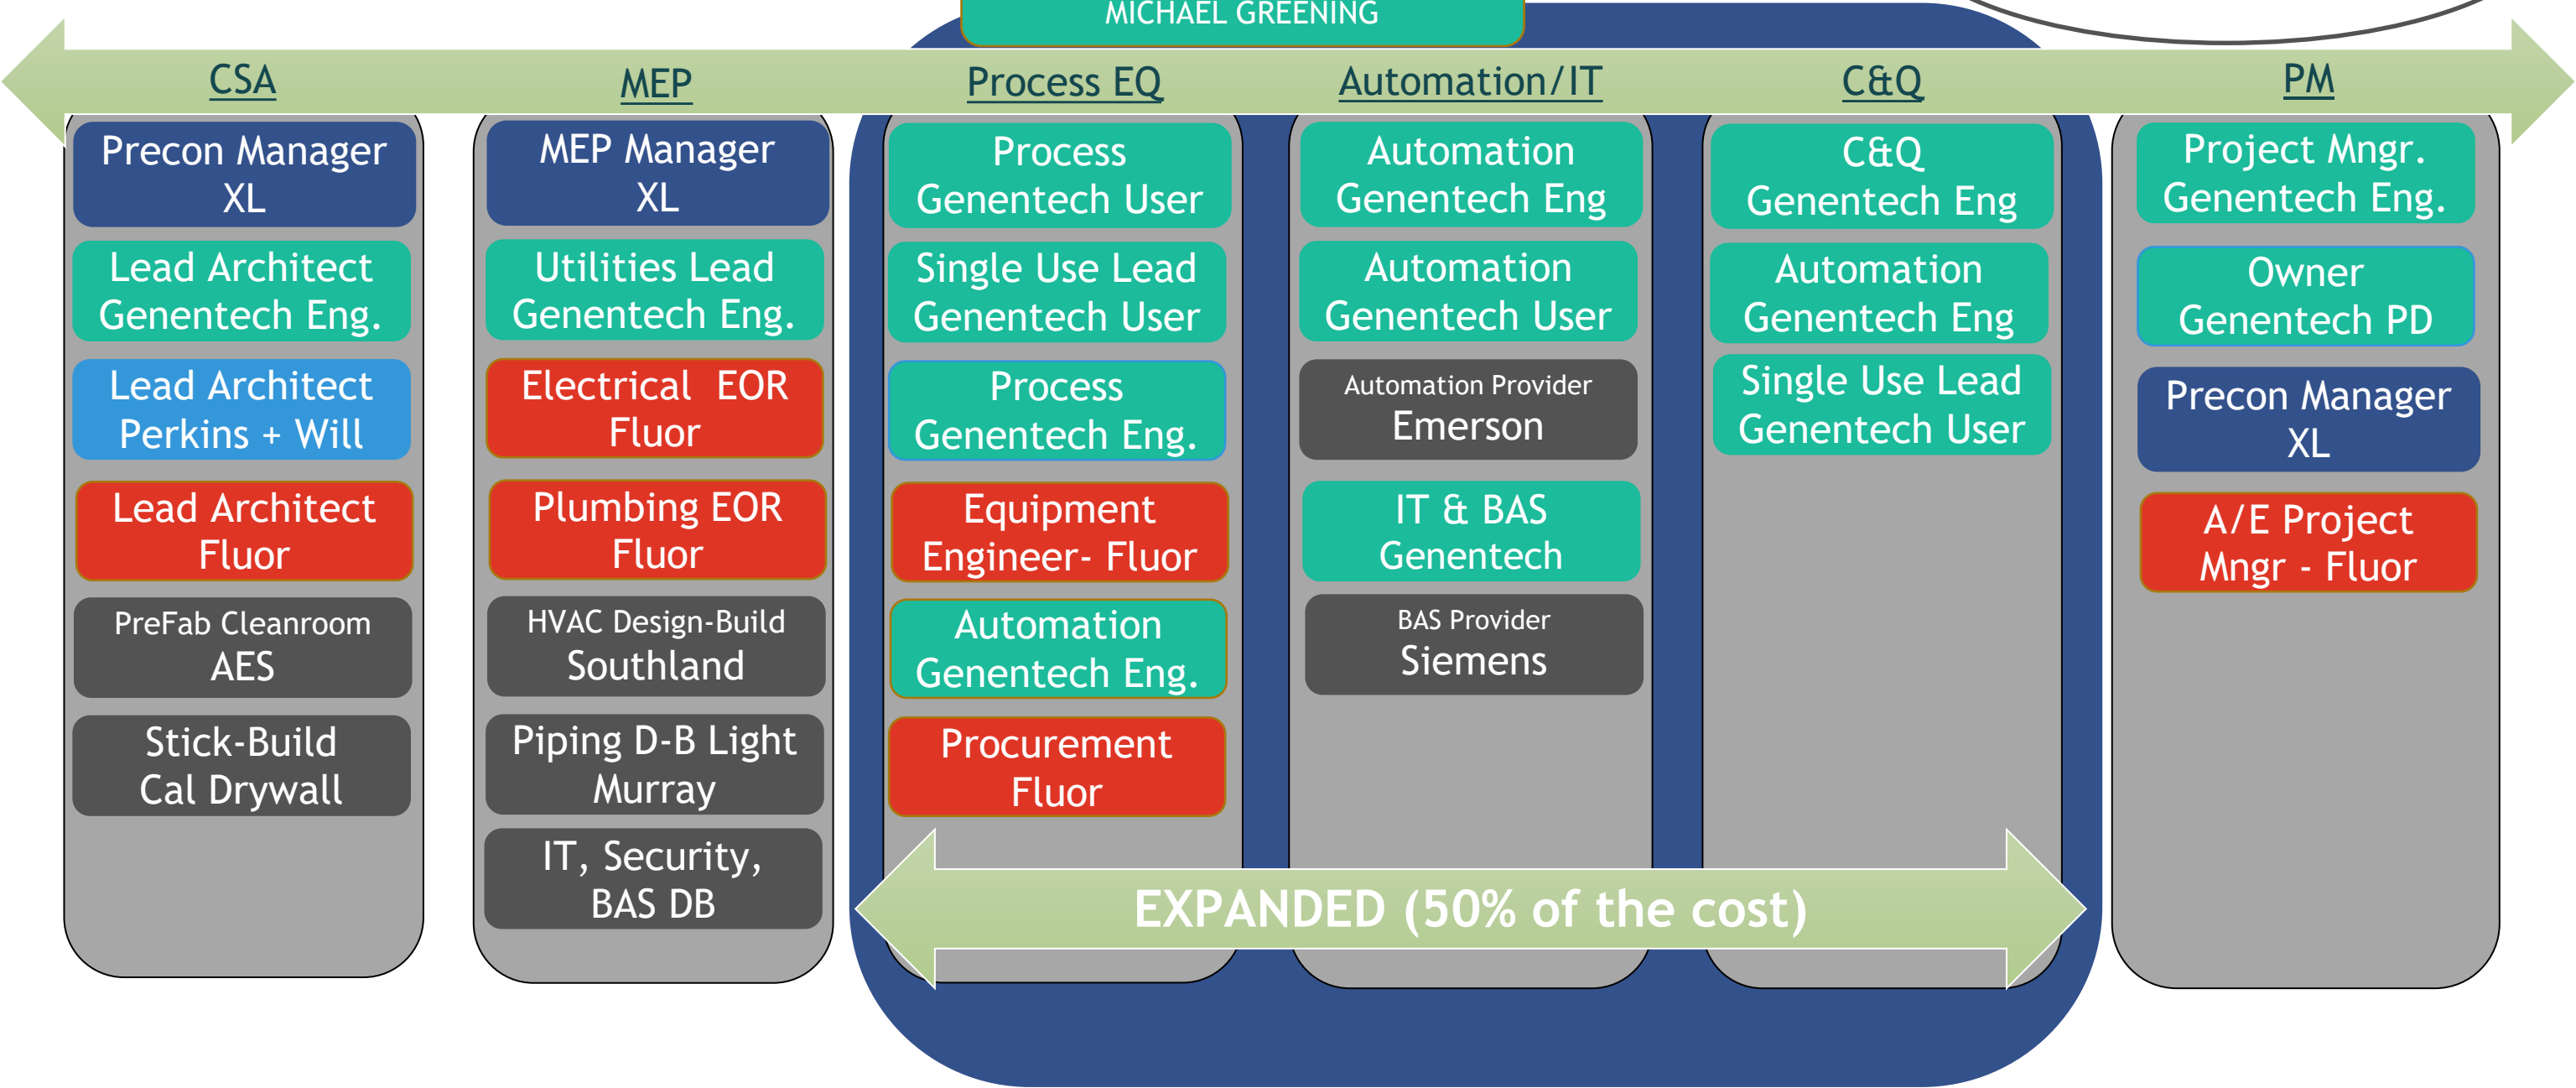 MICHAEL GREENING
CSA
MEP
Process EQ
Automation/IT
C&Q
PM
Precon Manager
XL
Lead Architect
Genentech Eng.
Lead Architect
Perkins + Will
Lead Architect
Fluor
PreFab Cleanroom
AES
Stick-Build
Cal Drywall
MEP Manager
XL
Utilities Lead
Genentech Eng.
Electrical EOR
Fluor
Plumbing EOR
Fluor
HVAC Design-Build
Southland
Piping D-B Light
Murray
IT, Security,
BAS DB
Process
Genentech User
Single Use Lead
Genentech User
Process
Genentech Eng.
Equipment
Engineer- Fluor
Automation
Genentech Eng.
Procurement
Fluor
Automation
Genentech Eng
Automation
Genentech User
Automation Provider
Emerson
IT & BAS
Genentech
BAS Provider
Siemens
C&Q
Genentech Eng
Automation
Genentech Eng
Single Use Lead
Genentech User
Project Mngr.
Genentech Eng.
Owner
Genentech PD
Precon Manager
XL
A/E Project
Mngr - Fluor
EXPANDED (50% of the cost)